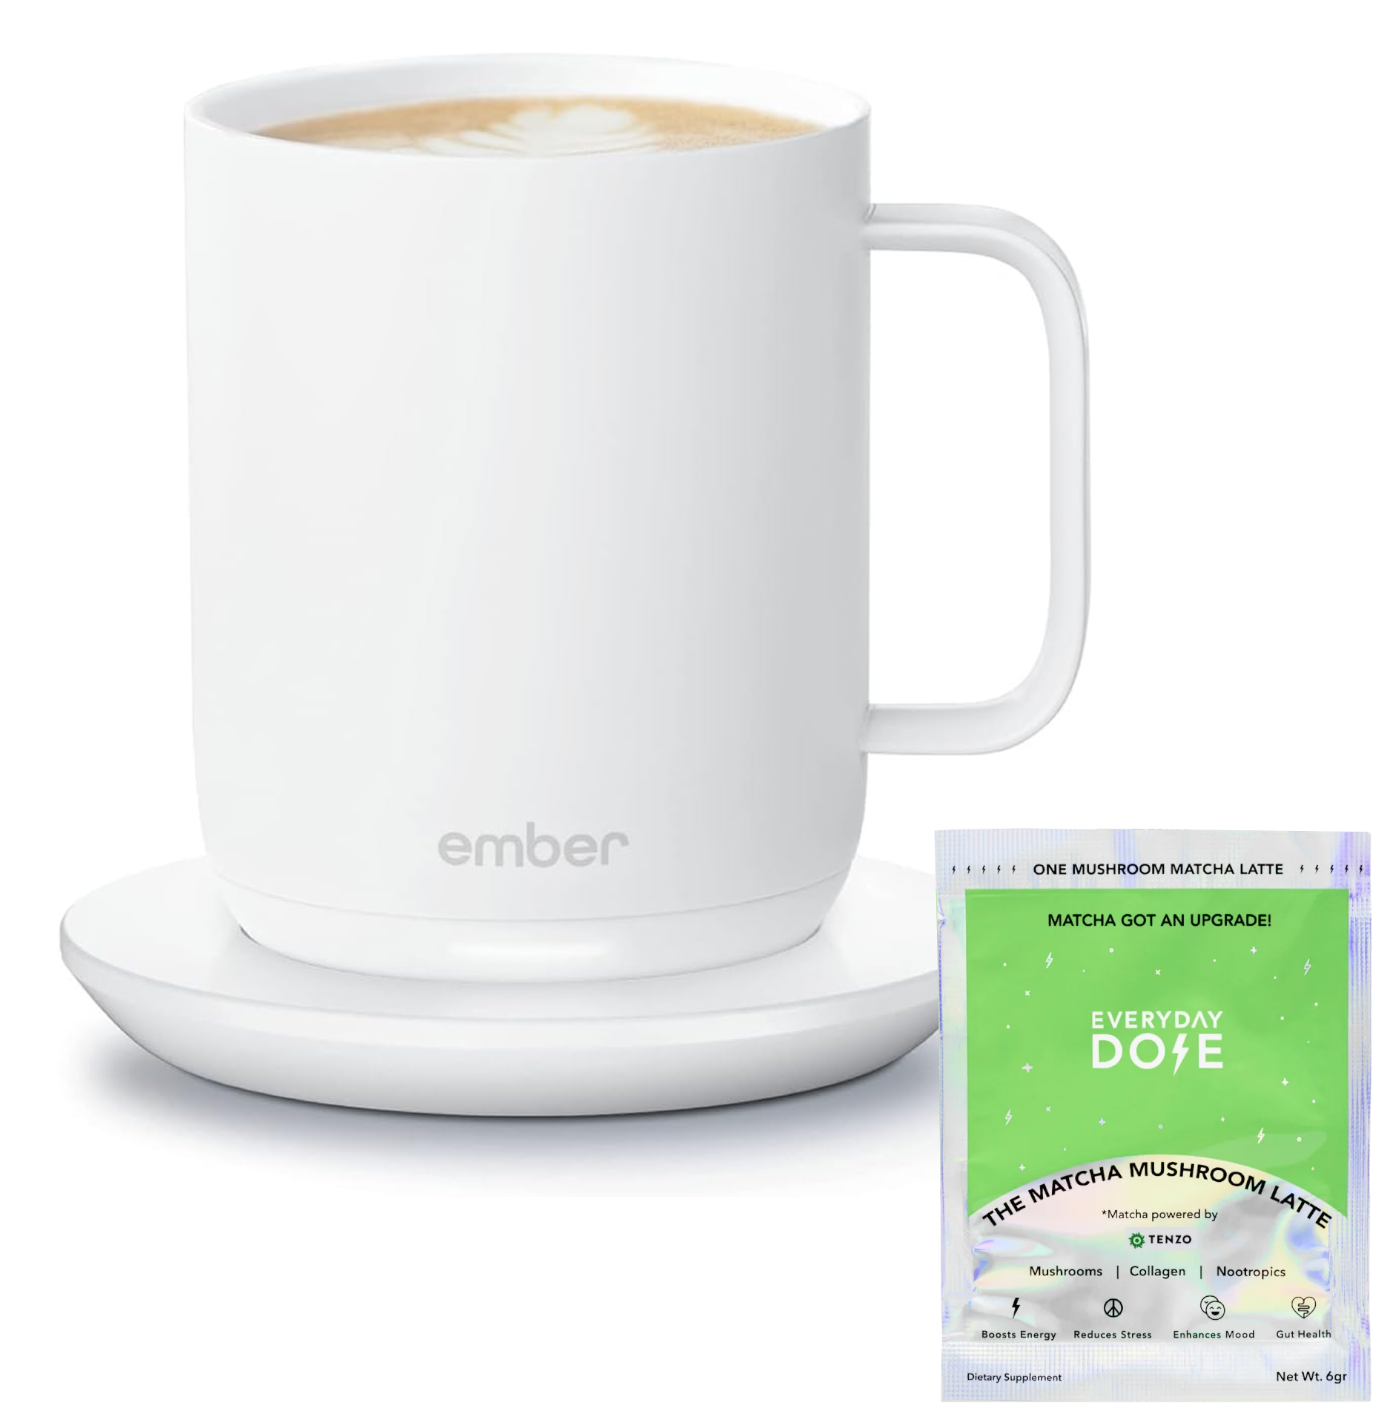 ember
ONE MUSHROOM MATCHA LATTE
MATCHA GOT AN UPGRADE!
EVERYDAY
DOSE
THE MATCHA MUSHROOM LATTE
*Matcha powered by
TENZO
Mushrooms | Collagen | Nootropics
Boosts Energy Reduces Stress Enhances Mood Gut Health
Dietary Supplement Net Wt. 6gr